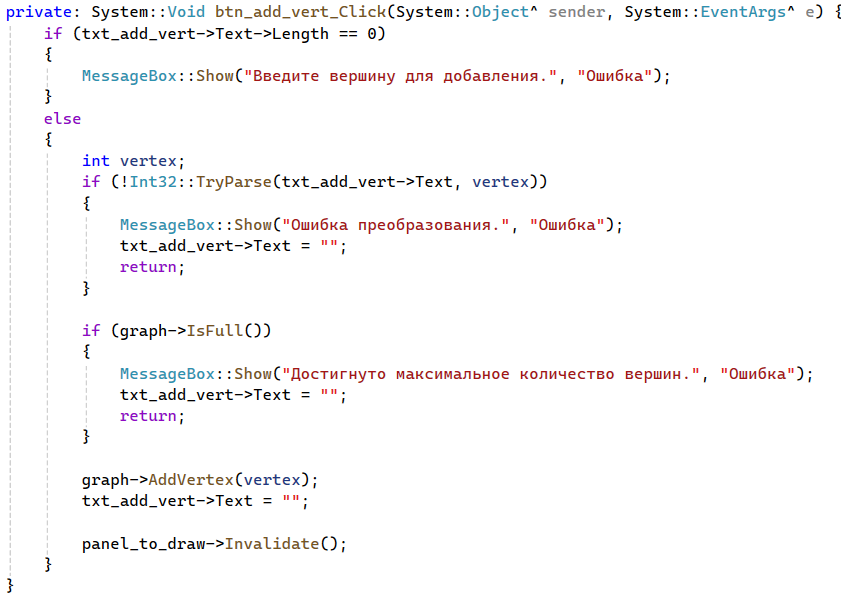 private: System::Void btn_add_vert_Click(System::Object^ sender, System::EventArgs^ e) {
    if (txt_add_vert->Text->Length == 0)
    {
        MessageBox::Show("Введите вершину для добавления.", "Ошибка");
    }
    else
    {
        int vertex;
        if (!Int32::TryParse(txt_add_vert->Text, vertex))
        {
            MessageBox::Show("Ошибка преобразования.", "Ошибка");
            txt_add_vert->Text = "";
            return;
        }

        if (graph->IsFull())
        {
            MessageBox::Show("Достигнуто максимальное количество вершин.", "Ошибка");
            txt_add_vert->Text = "";
            return;
        }

        graph->AddVertex(vertex);
        txt_add_vert->Text = "";

        panel_to_draw->Invalidate();
    }
}